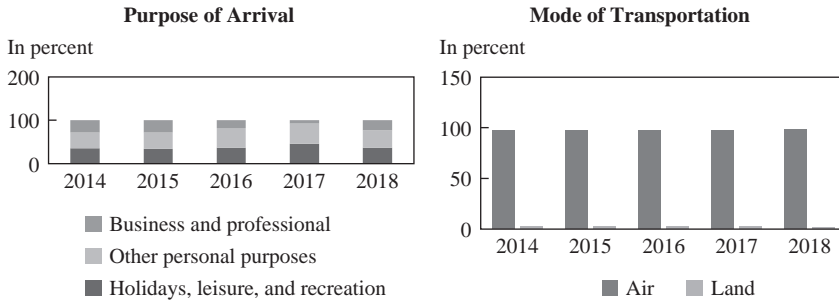 Purpose of Arrival
In percent
200
100
0
2014 2015 2016 2017 2018
Business and professional
Other personal purposes
Holidays, leisure, and recreation
Mode of Transportation
In percent
150
100
50
0
2014 2015 2016 2017 2018
Air Land